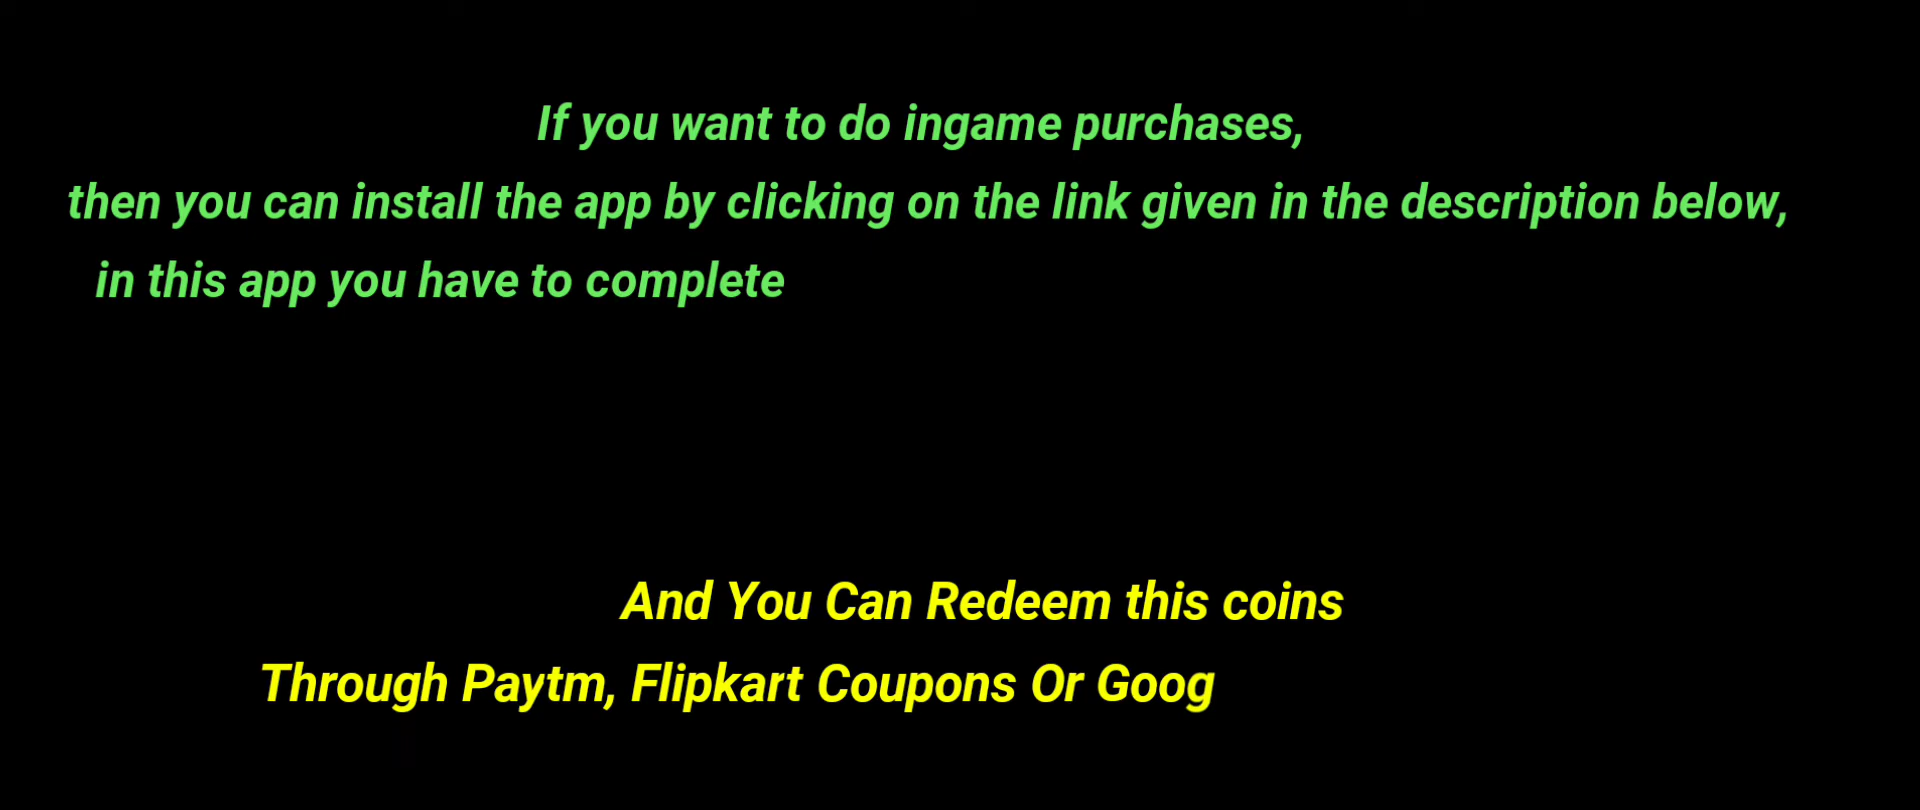 If you want to do ingame purchases,
then you can install the app by clicking on the link given in the description below,
in this app you have to complete
And You Can Redeem this coins
Through Paytm, Flipkart Coupons Or Goog